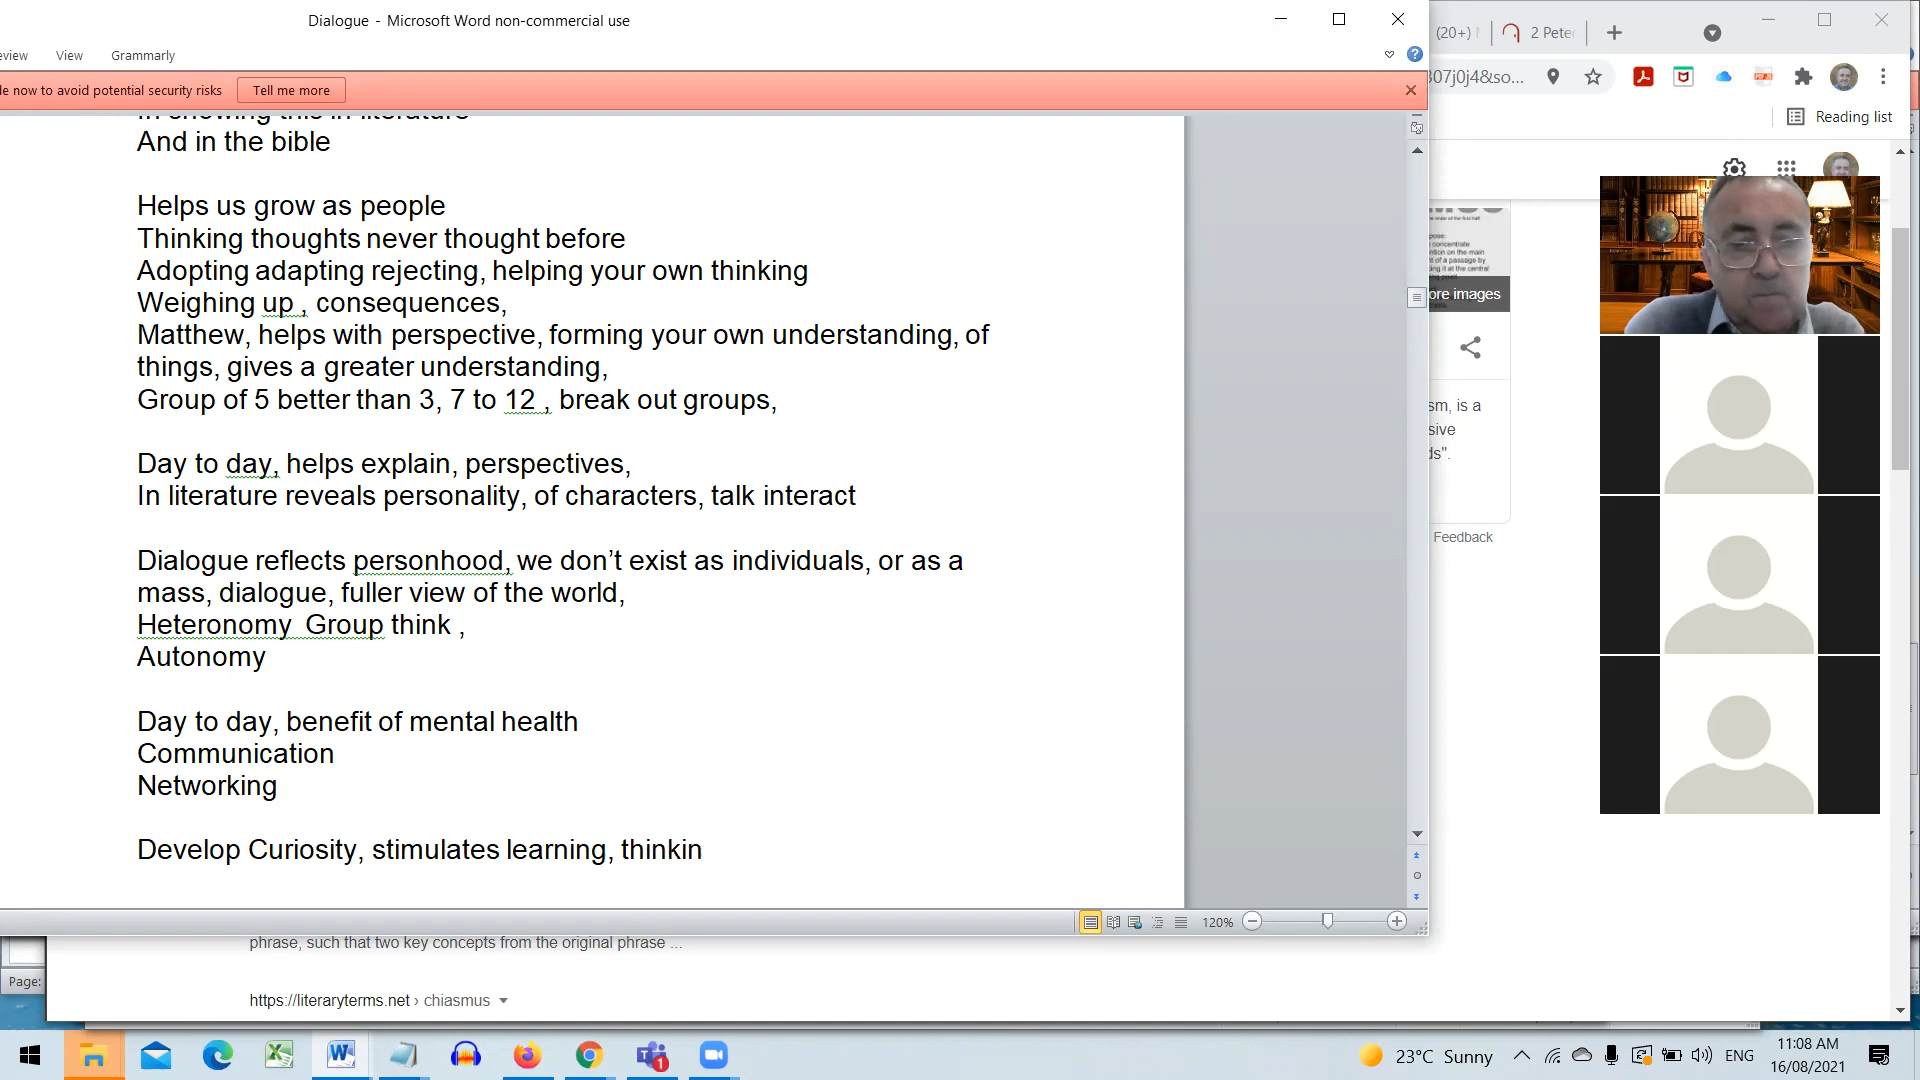 Dialogue - Microsoft Word non-commercial use
(20+)
2 Peter
View
Grammarly
307j0j4&so...
le now to avoid potential security risks
Tell me more
Reading list
In showing this in literature
And in the bible
Helps us grow as people
Thinking thoughts never thought before
Adopting adapting rejecting, helping your own thinking
Weighing up , consequences,
Matthew, helps with perspective, forming your own understanding, of
things, gives a greater understanding,
Group of 5 better than 3, 7 to 12 , break out groups,
Day to day, helps explain, perspectives,
In literature reveals personality, of characters, talk interact
Dialogue reflects personhood, we don’t exist as individuals, or as a
mass, dialogue, fuller view of the world,
Heteronomy  Group think ,
Autonomy
Day to day, benefit of mental health
Communication
Networking
Develop Curiosity, stimulates learning, thinkin
concentrate
ore images
sm, is a
sive
ds".
Feedback
120%
phrase, such that two key concepts from the original phrase ...
Page:
https://literaryterms.net › chiasmus
23°C Sunny
ENG
11:08 AM
16/08/2021